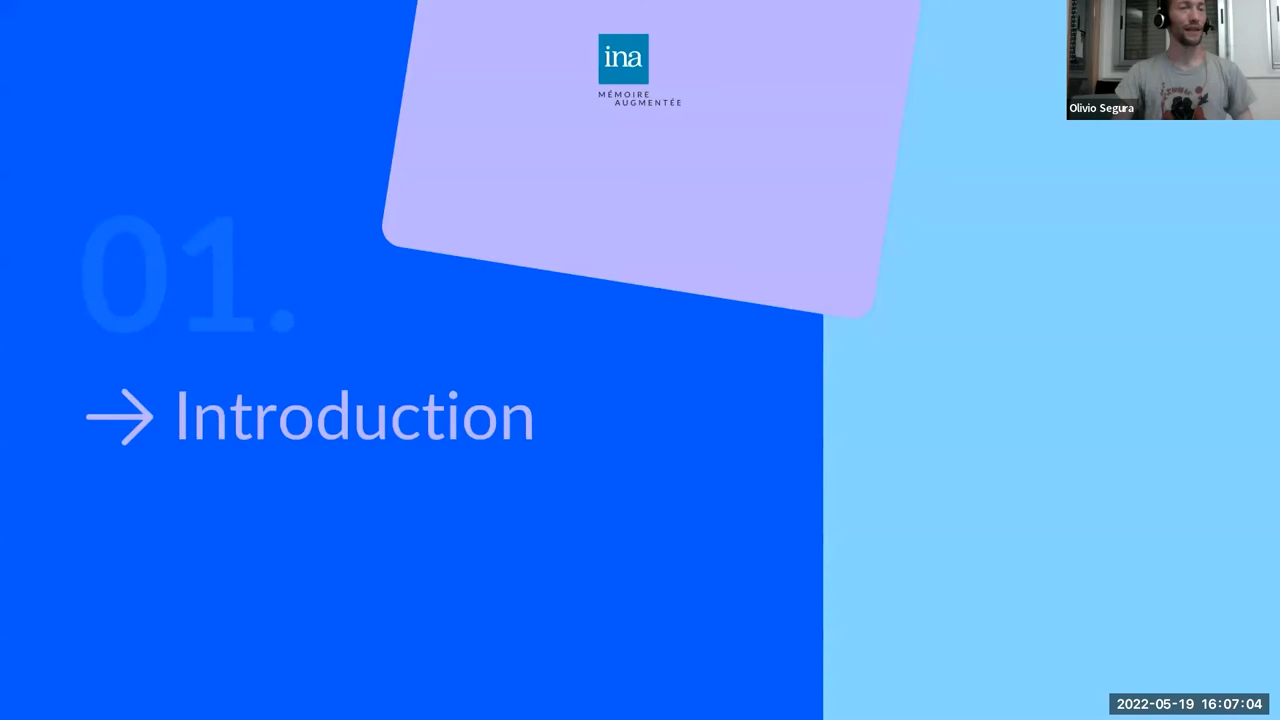 ina
MÉMOIRE
AUGMENTÉE
Olivio Segura
01.
→ Introduction
2022-05-19 16:07:04